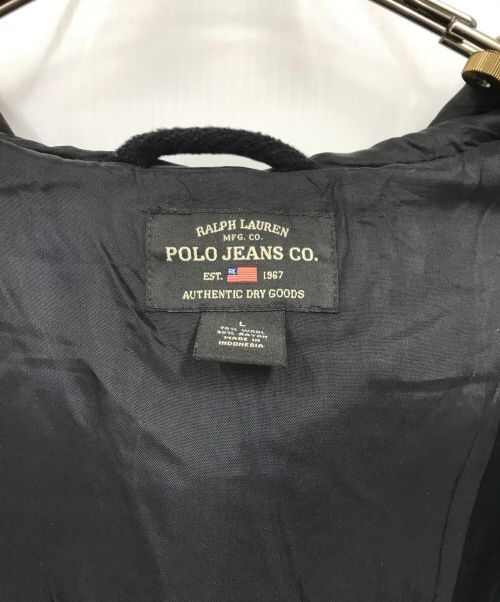 RALPH LAUREN
MFG. CO.
POLO JEANS CO.
EST. 1967
AUTHENTIC DRY GOODS
L
70% WOOL
30% RAYON
MADE IN
INDONESIA